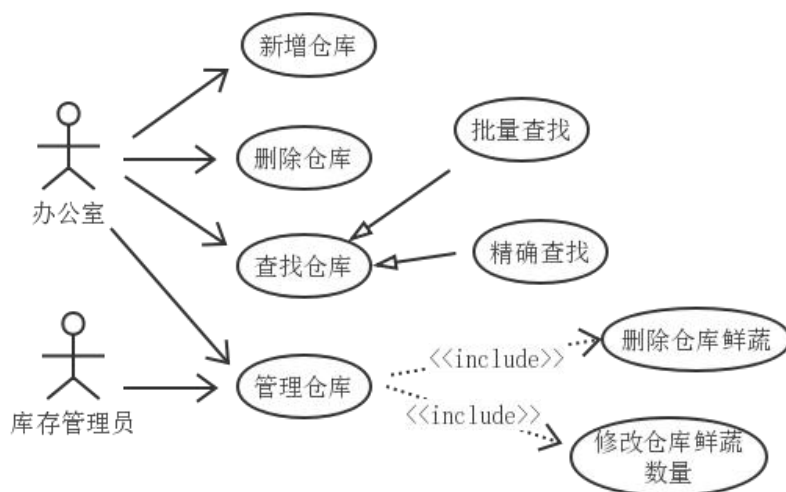 新增仓库
批量查找
删除仓库
办公室
查找仓库
精确查找
删除仓库鲜蔬
<<include>>
管理仓库
<<include>>
库存管理员
修改仓库鲜蔬
数量